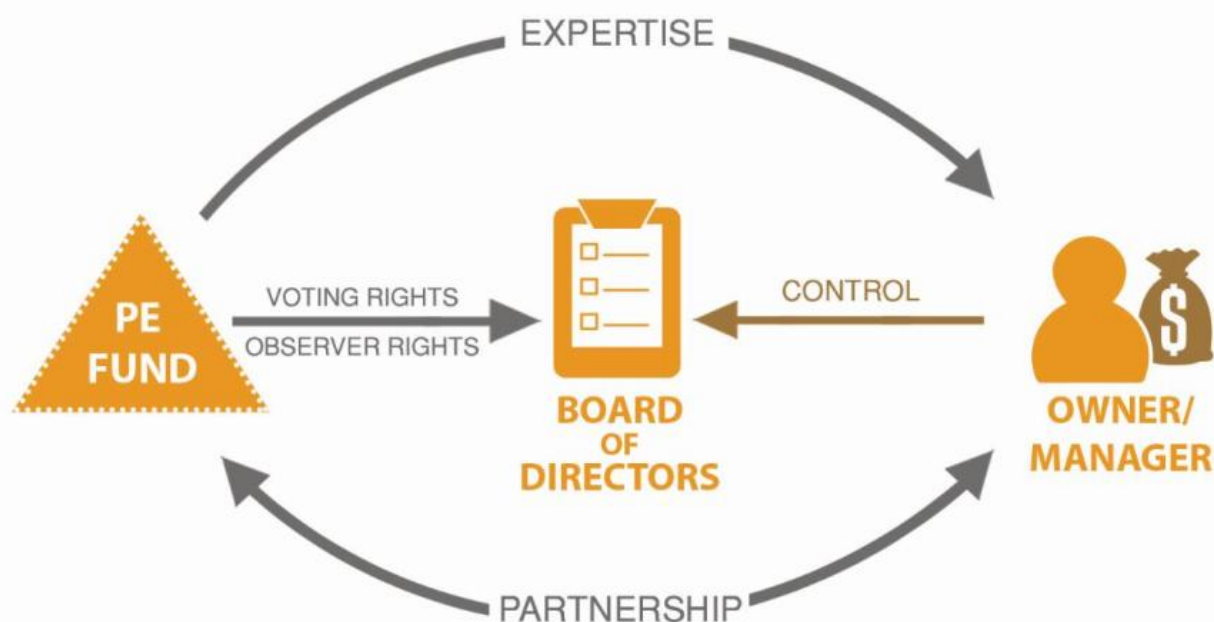 EXPERTISE
PE
FUND
VOTING RIGHTS
OBSERVER RIGHTS
BOARD
OF
DIRECTORS
CONTROL
$
OWNER/
MANAGER
PARTNERSHIP